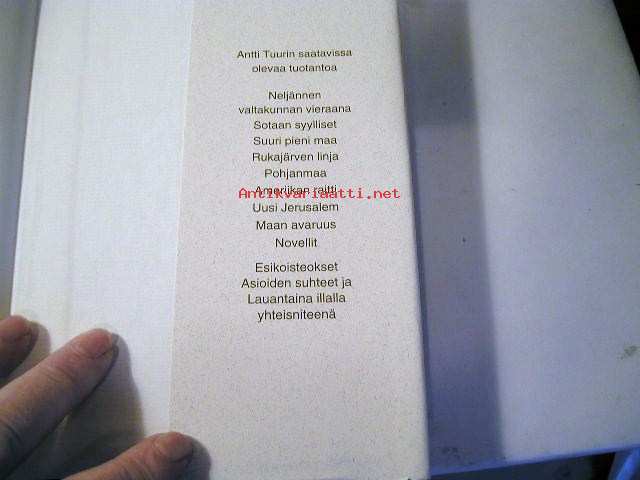 Antti Tuurin saatavissa
olevaa tuotantoa
Neljännen
valtakunnan vieraana
Sotaan syylliset
Suuri pieni maa
Rukajärven linja
Pohjanmaa
Ameriikan raitti
Antikvariaatti.net
Uusi Jerusalem
Maan avaruus
Novellit
Esikoisteokset
Asioiden suhteet ja
Lauantaina illalla
yhteisniteenä